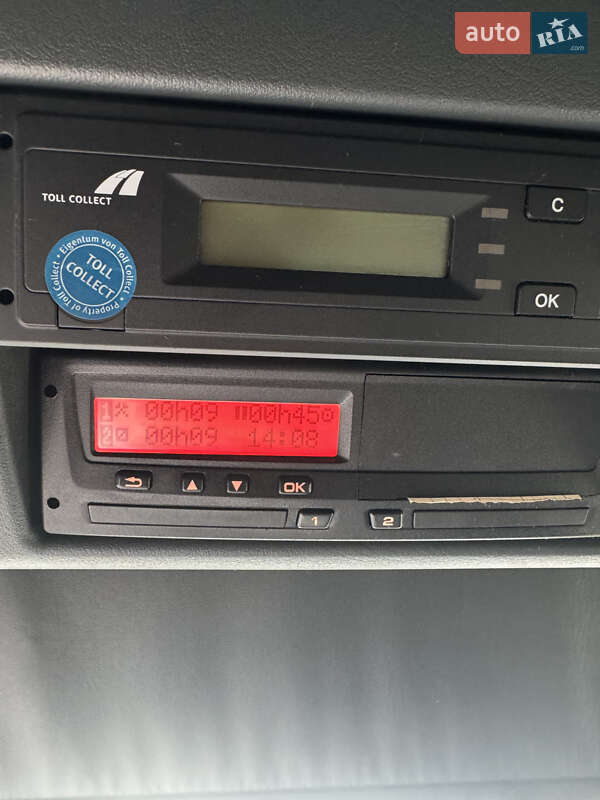 auto RIA .com
TOLL COLLECT
C
Eigentum von Toll Collect
TOLL COLLECT
Property of Toll Collect
OK
1 00h09 00h45
2 00h09 14:08
OK
1 2